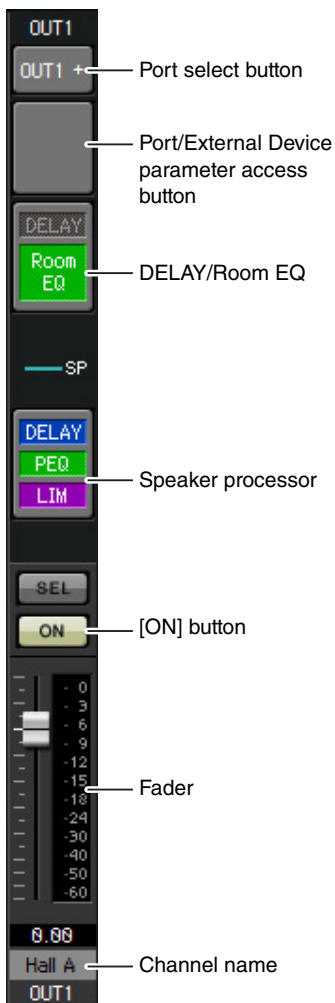 OUT1
OUT1 +
Port select button
Port/External Device
parameter access
button
DELAY
Room
EQ
DELAY/Room EQ
SP
DELAY
PEQ
LIM
Speaker processor
SEL
ON
[ON] button
- 0
- 3
- 6
- 9
-12
-15
-18
-24
-30
-40
-50
-60
Fader
0.00
Hall A
Channel name
OUT1